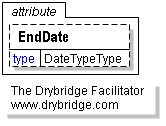 attribute
EndDate
type DateTypeType
The Drybridge Facilitator
www.drybridge.com